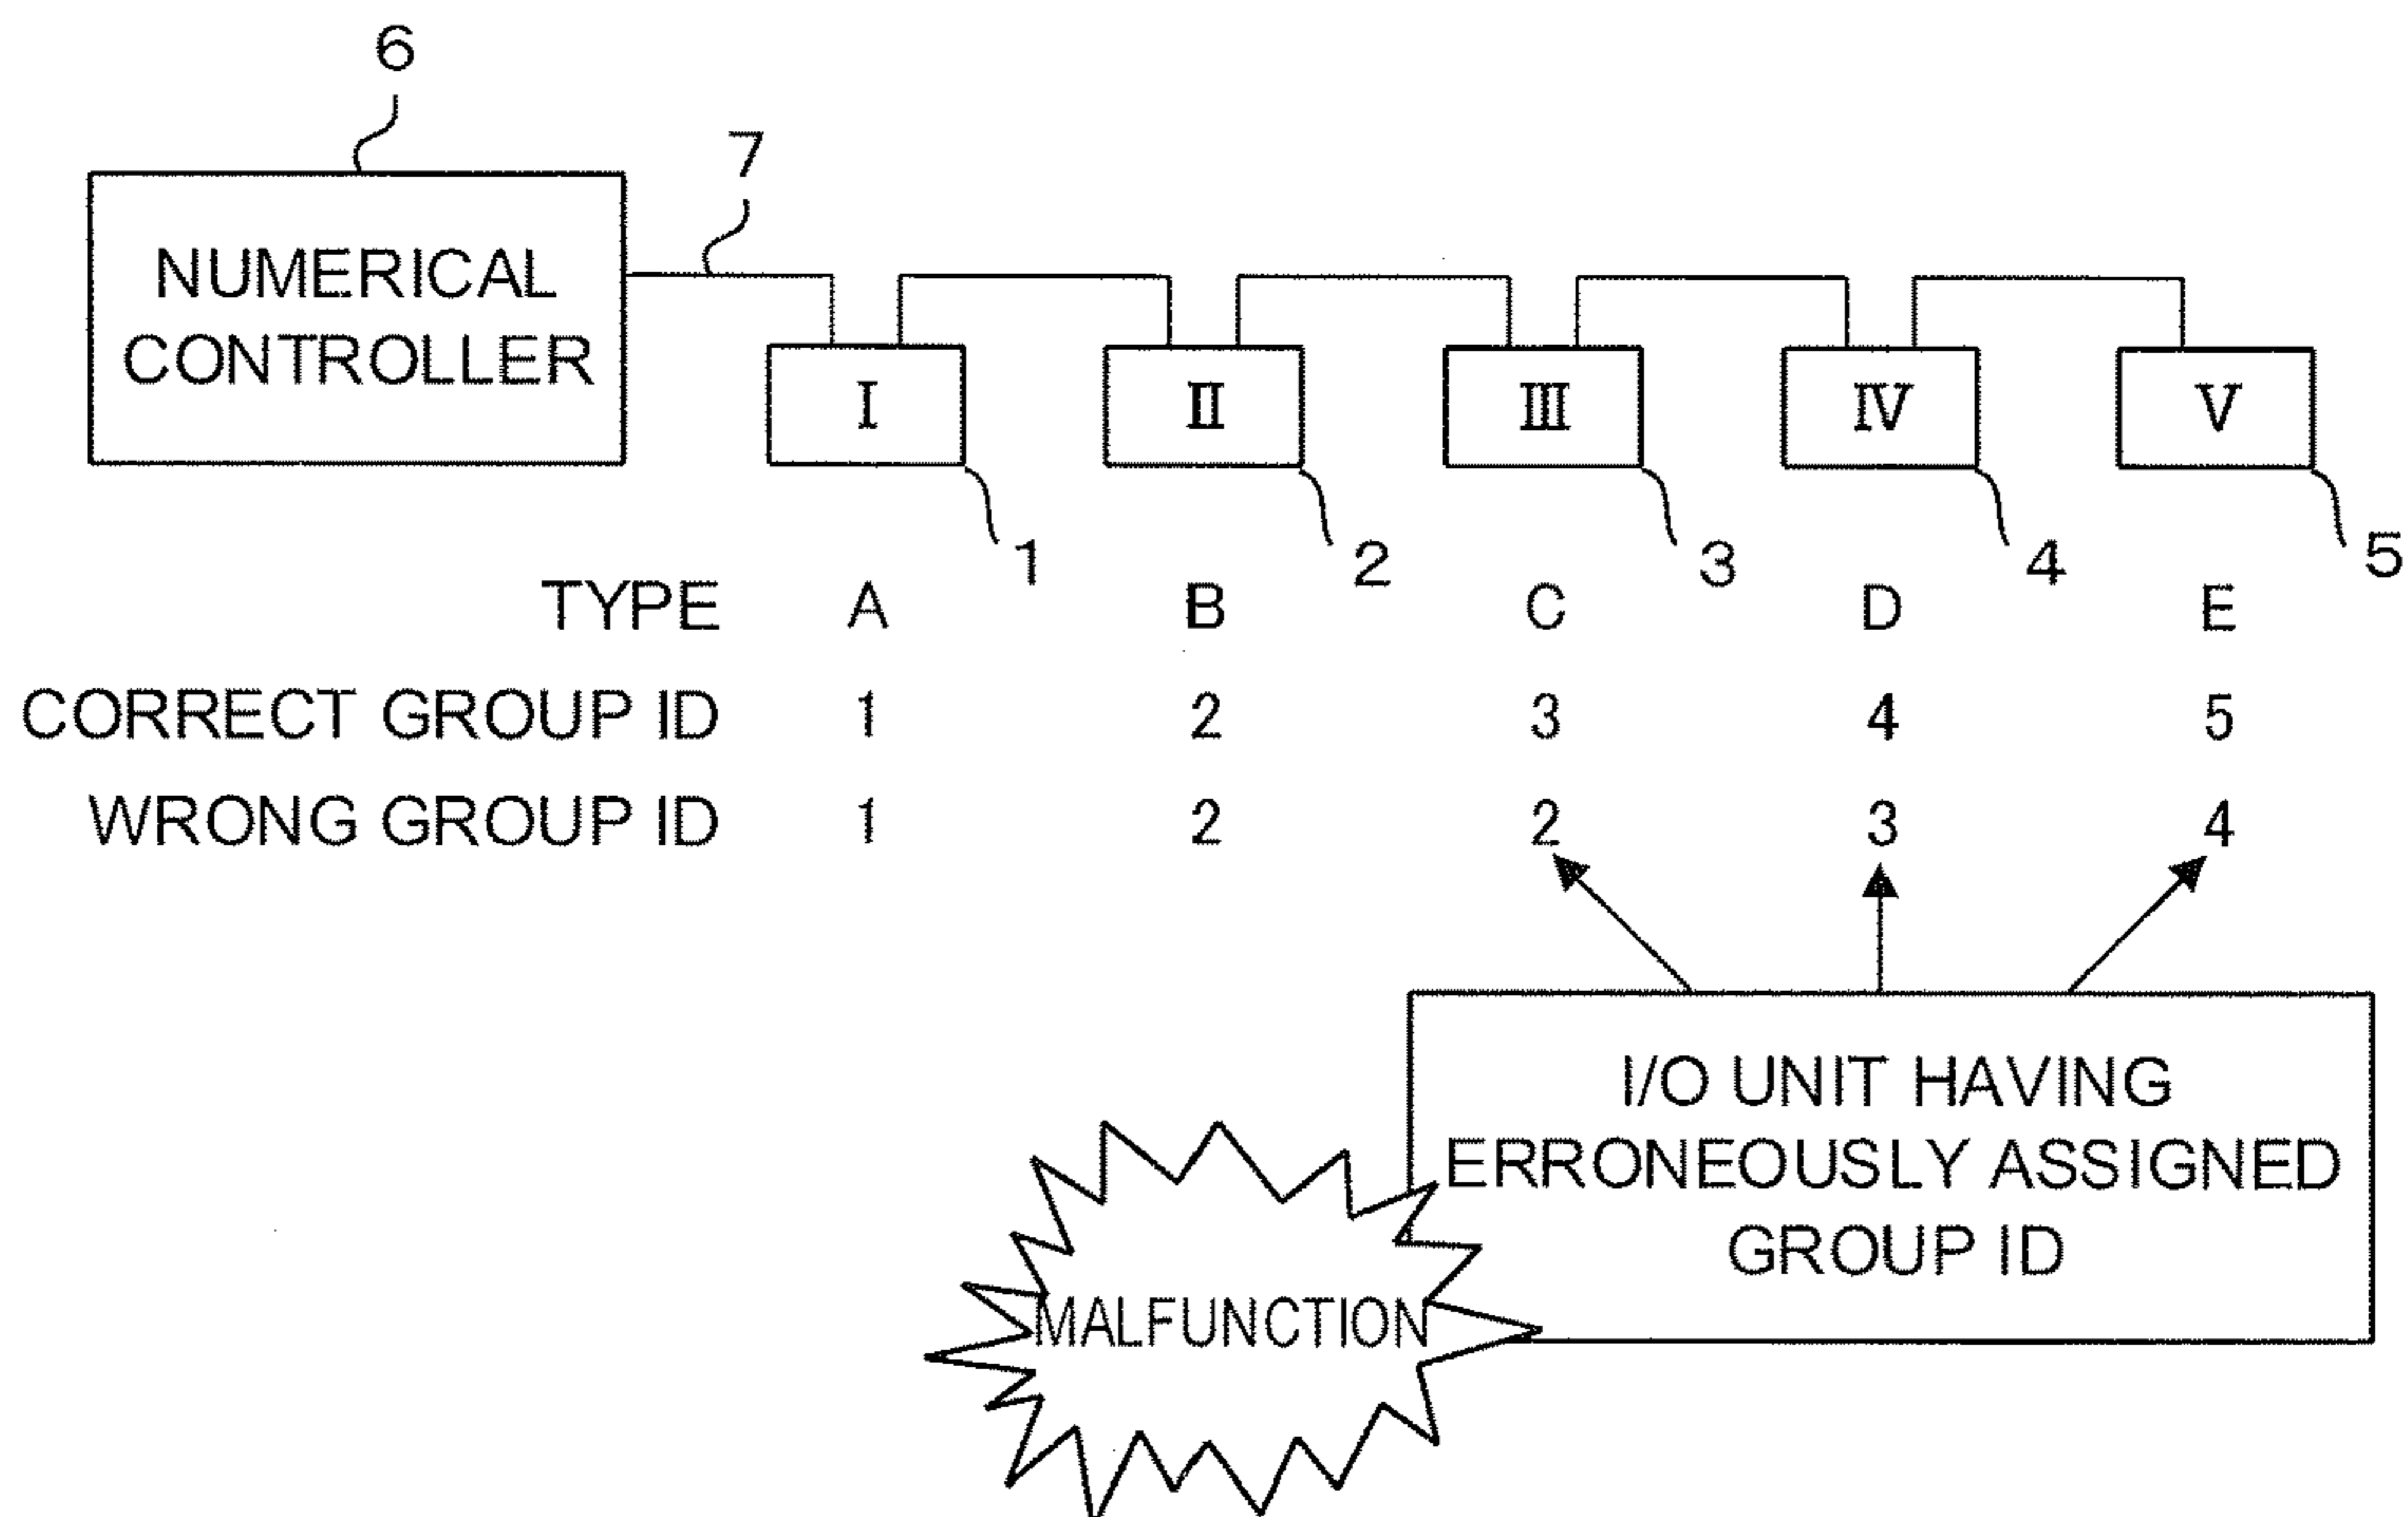 6
7
NUMERICAL
CONTROLLER
I II III IV V
1 2 3 4 5
TYPE A B C D E
CORRECT GROUP ID 1 2 3 4 5
WRONG GROUP ID 1 2 2 3 4
I/O UNIT HAVING
ERRONEOUSLY ASSIGNED
GROUP ID
MALFUNCTION